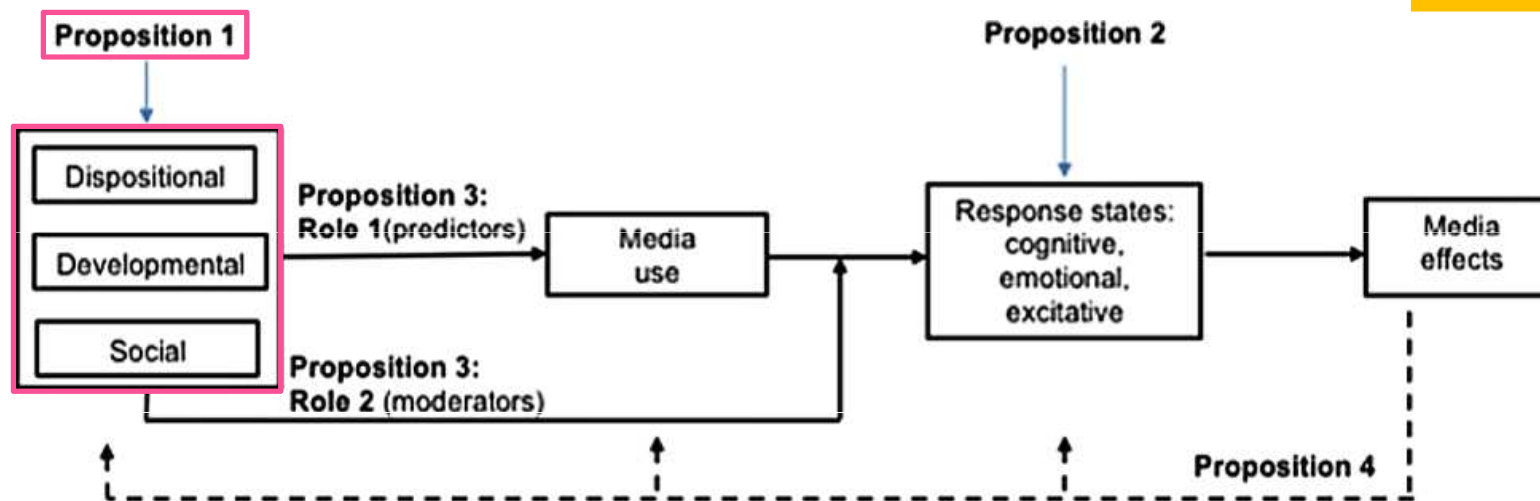 Proposition 1
Proposition 2
Dispositional
Developmental
Social
Proposition 3:
Role 1(predictors)
Media
use
Response states:
cognitive,
emotional,
excitative
Media
effects
Proposition 3:
Role 2 (moderators)
Proposition 4